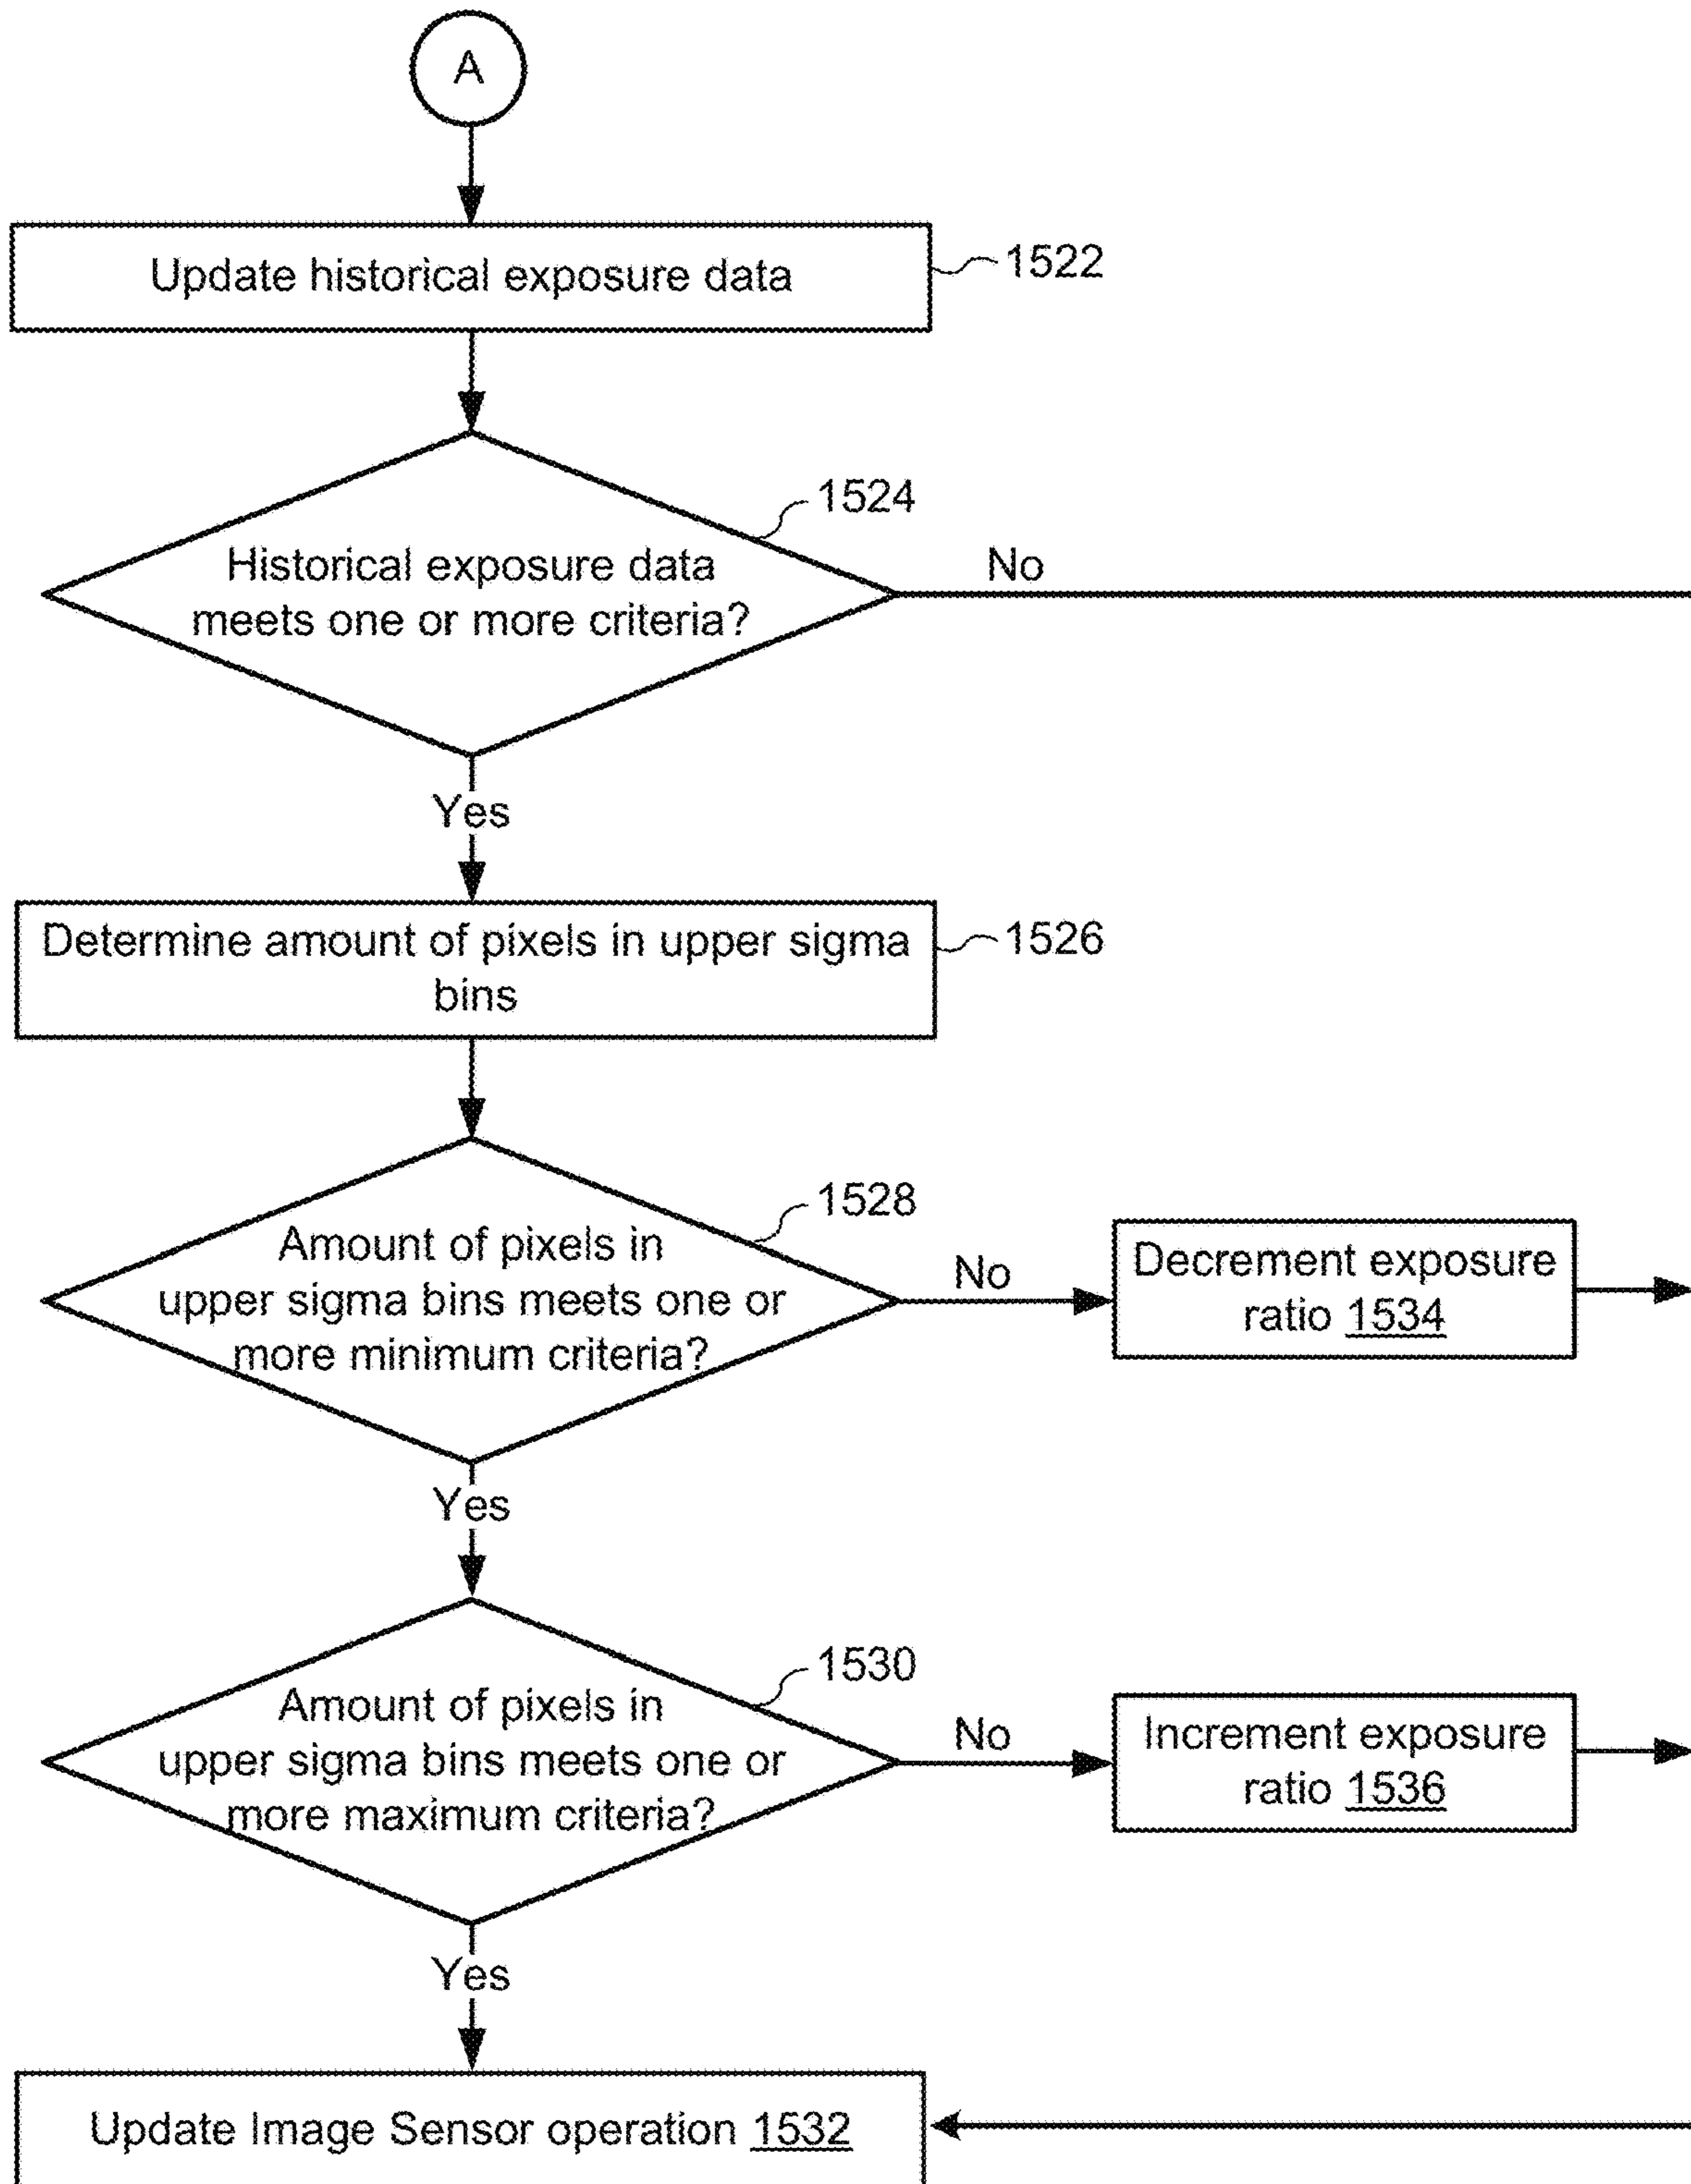 A
Update historical exposure data
1522
1524
Historical exposure data
meets one or more criteria?
No
Yes
Determine amount of pixels in upper sigma
bins
1526
1528
Amount of pixels in
upper sigma bins meets one or
more minimum criteria?
No
Decrement exposure
ratio 1534
Yes
1530
Amount of pixels in
upper sigma bins meets one or
more maximum criteria?
No
Increment exposure
ratio 1536
Yes
Update Image Sensor operation 1532